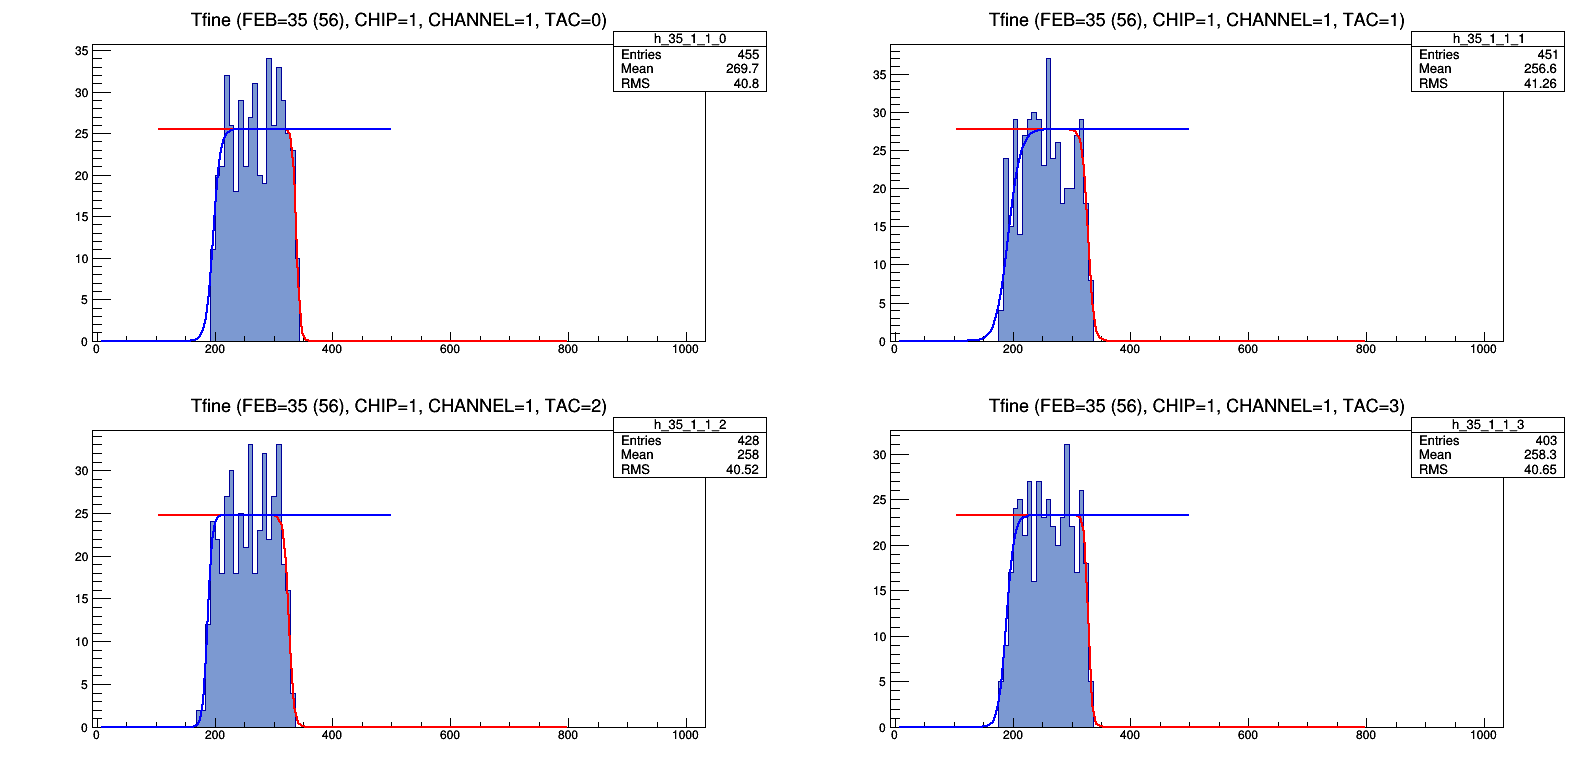 Tfine (FEB=35 (56), CHIP=1, CHANNEL=1, TAC=0)
h_35_1_1_0
Entries 455
Mean 269.7
RMS 40.8
35
30
25
20
15
10
5
0
0 200 400 600 800 1000
Tfine (FEB=35 (56), CHIP=1, CHANNEL=1, TAC=1)
h_35_1_1_1
Entries 451
Mean 256.6
RMS 41.26
35
30
25
20
15
10
5
0
0 200 400 600 800 1000
Tfine (FEB=35 (56), CHIP=1, CHANNEL=1, TAC=2)
h_35_1_1_2
Entries 428
Mean 258
RMS 40.52
30
25
20
15
10
5
0
0 200 400 600 800 1000
Tfine (FEB=35 (56), CHIP=1, CHANNEL=1, TAC=3)
h_35_1_1_3
Entries 403
Mean 258.3
RMS 40.65
30
25
20
15
10
5
0
0 200 400 600 800 1000